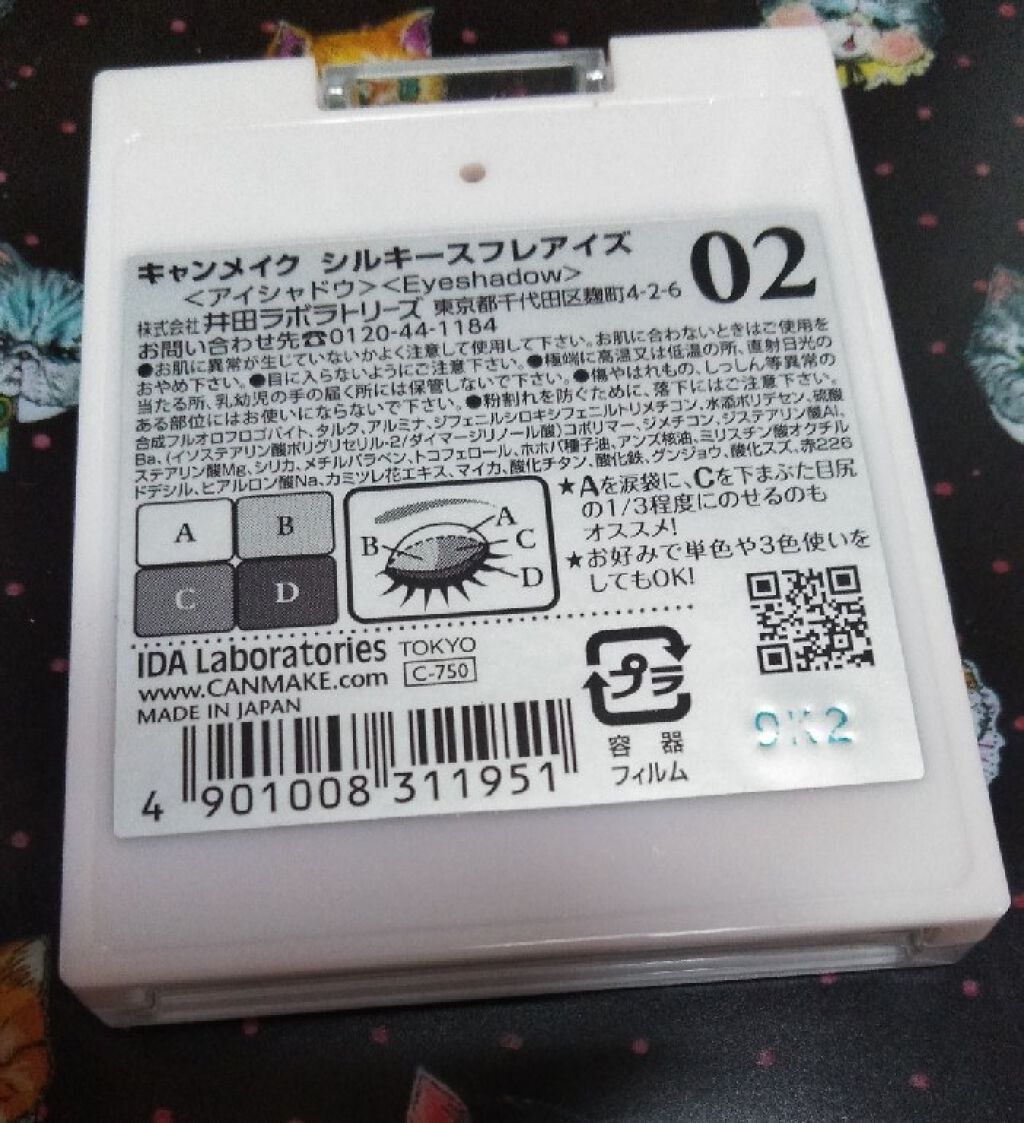 キャンメイク シルキースフレアイズ
02
<アイシャドウ><Eyeshadow>
株式会社 井田ラボラトリーズ 東京都千代田区麹町4-2-6
お問い合わせ先☎0120-44-1184
●お肌に異常が生じていないかよく注意して使用して下さい。お肌に合わないときはご使用を
おやめ下さい。●目に入らないようにご注意下さい。●極端に高温又は低温の所、直射日光の
当たる所、乳幼児の手の届く所には保管しないで下さい。●傷やはれもの、しっしん等異常の
ある部位にはお使いにならないで下さい。●粉割れを防ぐために、落下にはご注意下さい。
合成フルオロフロゴパイト、タルク、アルミナ、ジフェニルシロキシフェニルトリメチコン、水添ポリデセン、硫酸
Ba、(イソステアリン酸ポリグリセリル-2/ダイマージリノール酸)コポリマー、ジメチコン、ジステアリン酸Al、
ステアリン酸Mg、シリカ、メチルパラベン、トコフェロール、ホホバ種子油、アンズ核油、ミリスチン酸オクチル
ドデシル、ヒアルロン酸Na、カミツレ花エキス、マイカ、酸化チタン、酸化鉄、グンジョウ、酸化スズ、赤226
A
B
C
D
A
B
C
D
★Aを涙袋に、Cを下まぶた目尻
の1/3程度にのせるのも
オススメ!
★お好みで単色や3色使いを
してもOK!
IDA Laboratories TOKYO
www.CANMAKE.com C-750
MADE IN JAPAN
4 901008 311951
プラ
容器
フィルム
9K2